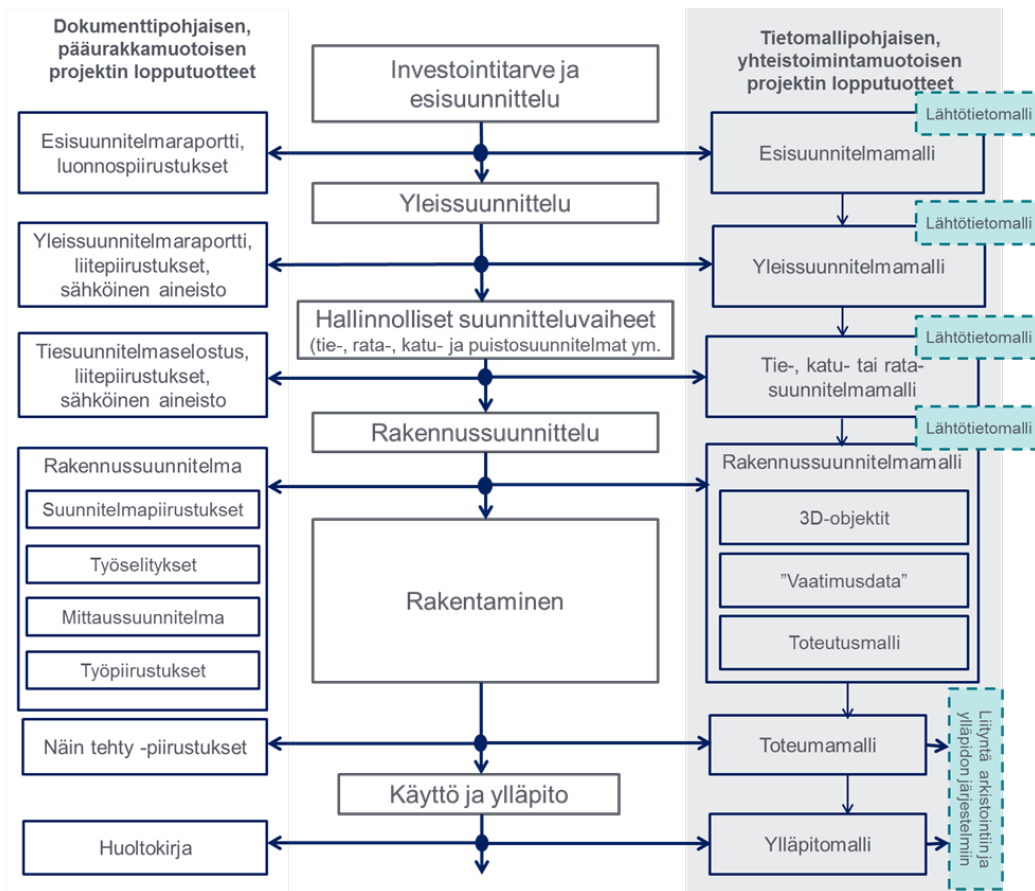 Dokumenttipohjaisen,
pääurakkamuotoisen
projektin lopputuotteet
Investointitarve ja
esisuunnittelu
Tietomallipohjaisen,
yhteistoimintamuotoisen
projektin lopputuotteet
Lähtötietomalli
Esisuunnitelmaraportti,
luonnospiirustukset
Esisuunnitelmamalli
Yleissuunnittelu
Lähtötietomalli
Yleissuunnitelmaraportti,
liitepiirustukset,
sähköinen aineisto
Yleissuunnitelmamalli
Hallinnolliset suunnitteluvaiheet
(tie-, rata-, katu- ja puistosuunnitelmat ym.
Lähtötietomalli
Tiesuunnitelmaselostus,
liitepiirustukset,
sähköinen aineisto
Tie-, katu- tai rata-
suunnitelmamalli
Rakennussuunnittelu
Lähtötietomalli
Rakennussuunnitelma
Suunnitelmapiirustukset
Työselitykset
Mittaussuunnitelma
Työpiirustukset
Rakentaminen
Rakennussuunnitelmamalli
3D-objektit
”Vaatimusdata”
Toteutusmalli
Näin tehty -piirustukset
Toteumamalli
Liityntä arkistointiin ja
ylläpidon järjestelmiin
Käyttö ja ylläpito
Huoltokirja
Ylläpitomalli